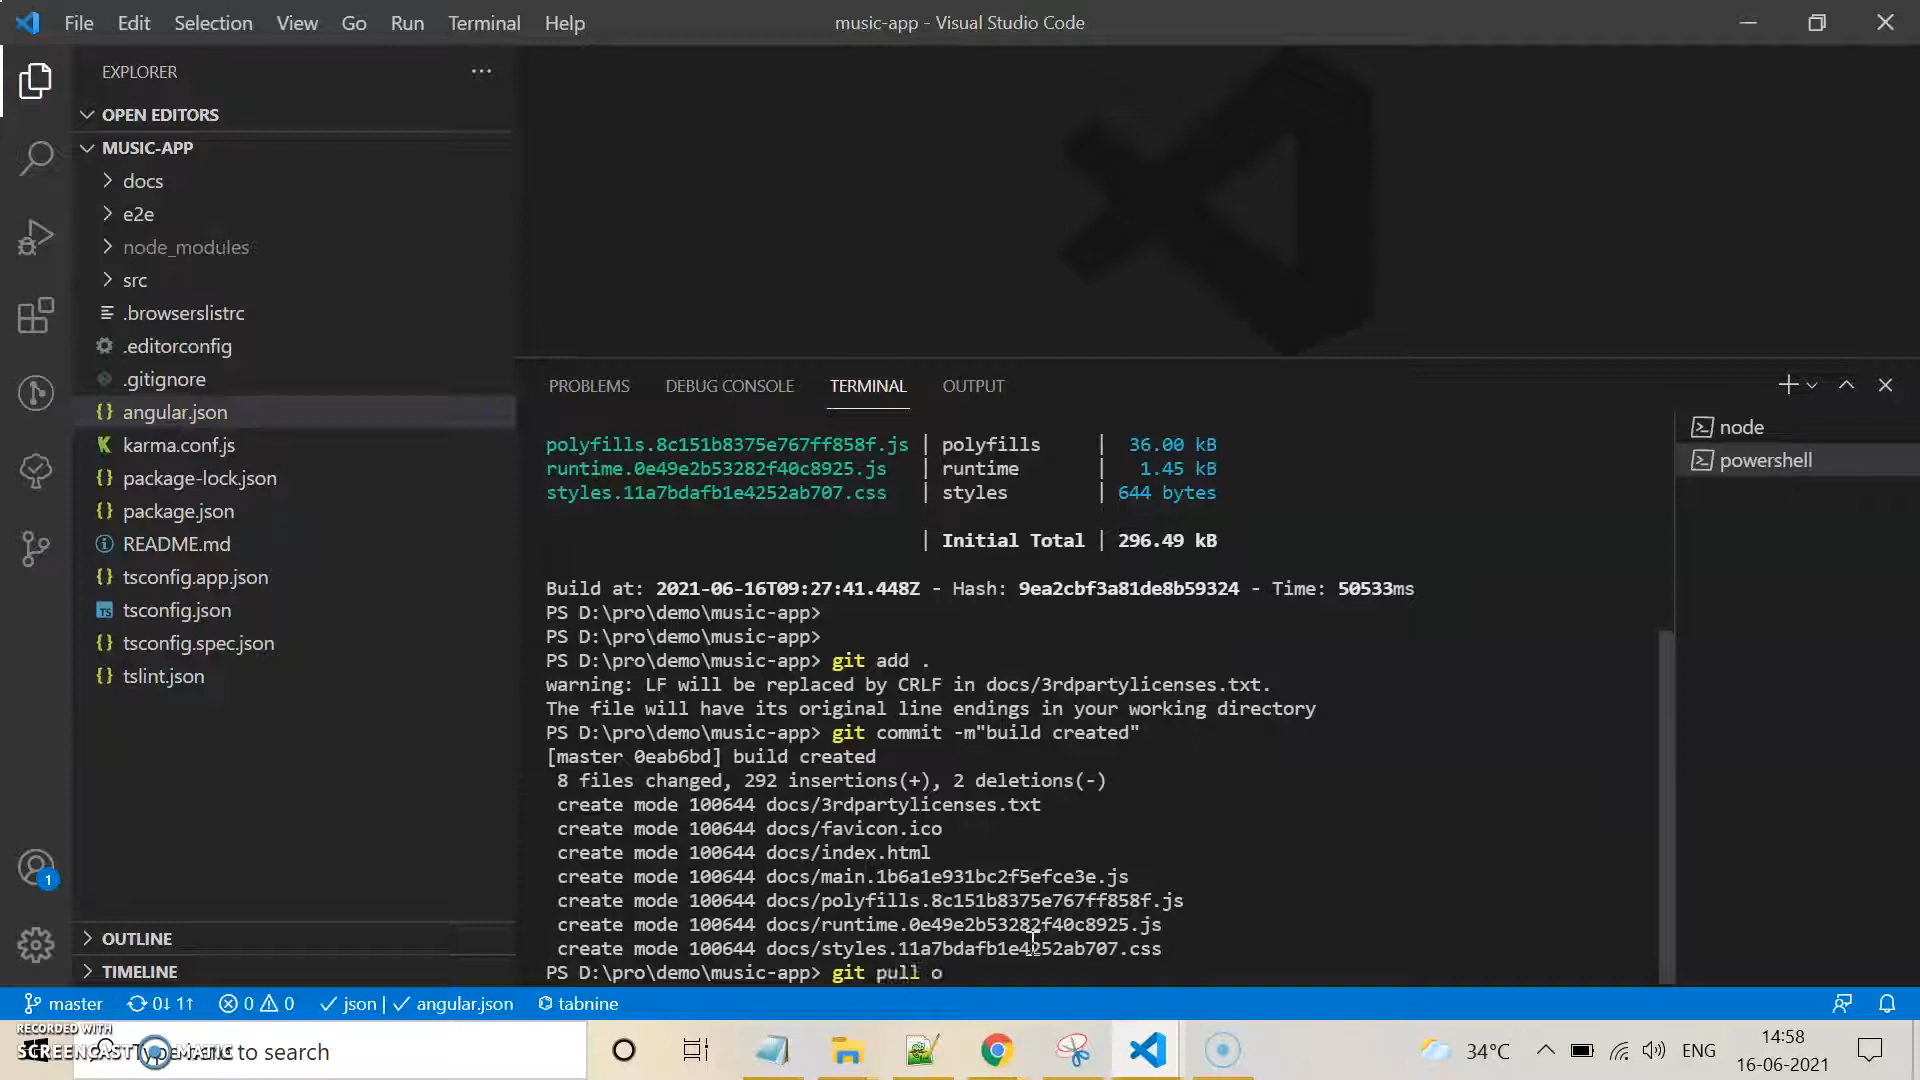 File Edit Selection View Go Run Terminal Help
music-app - Visual Studio Code
EXPLORER
OPEN EDITORS
MUSIC-APP
docs
e2e
node_modules
src
.browserslistrc
.editorconfig
.gitignore
angular.json
karma.conf.js
package-lock.json
package.json
README.md
tsconfig.app.json
tsconfig.json
tsconfig.spec.json
tslint.json
OUTLINE
TIMELINE
PROBLEMS DEBUG CONSOLE TERMINAL OUTPUT
polyfills.8c151b8375e767ff858f.js | polyfills | 36.00 kB
runtime.0e49e2b53282f40c8925.js | runtime | 1.45 kB
styles.11a7bdafb1e4252ab707.css | styles | 644 bytes
| Initial Total | 296.49 kB
Build at: 2021-06-16T09:27:41.448Z - Hash: 9ea2cbf3a81de8b59324 - Time: 50533ms
PS D:\pro\demo\music-app>
PS D:\pro\demo\music-app>
PS D:\pro\demo\music-app> git add .
warning: LF will be replaced by CRLF in docs/3rdpartylicenses.txt.
The file will have its original line endings in your working directory
PS D:\pro\demo\music-app> git commit -m"build created"
[master 0eab6bd] build created
8 files changed, 292 insertions(+), 2 deletions(-)
create mode 100644 docs/3rdpartylicenses.txt
create mode 100644 docs/favicon.ico
create mode 100644 docs/index.html
create mode 100644 docs/main.1b6a1e931bc2f5efce3e.js
create mode 100644 docs/polyfills.8c151b8375e767ff858f.js
create mode 100644 docs/runtime.0e49e2b53282f40c8925.js
create mode 100644 docs/styles.11a7bdafb1e4252ab707.css
PS D:\pro\demo\music-app> git pull o
node
powershell
1
master 0↓ 1↑ 0 0 json | angular.json tabnine
RECORDED WITH
SCREENCAST MATIC
Type here to search
34°C ENG
14:58
16-06-2021